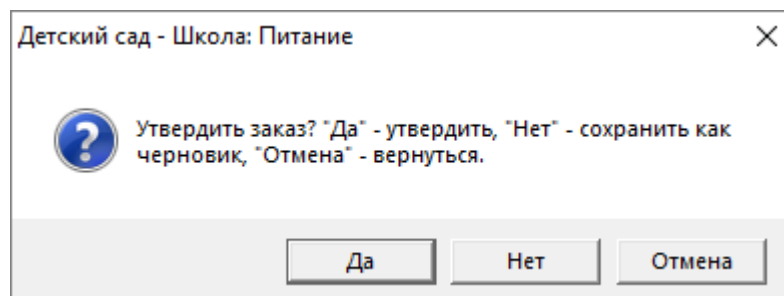 Детский сад - Школа: Питание
Утвердить заказ? "Да" - утвердить, "Нет" - сохранить как
черновик, "Отмена" - вернуться.
Да
Нет
Отмена